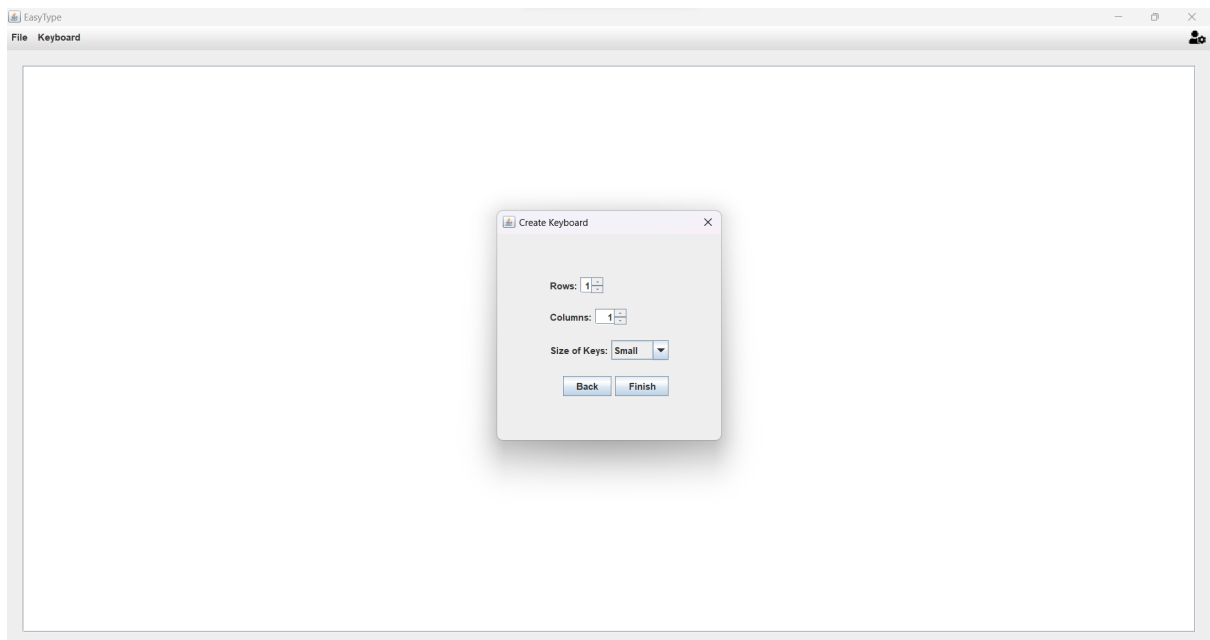 EasyType
File Keyboard
Create Keyboard
Rows: 1
Columns: 1
Size of Keys: Small
Back Finish